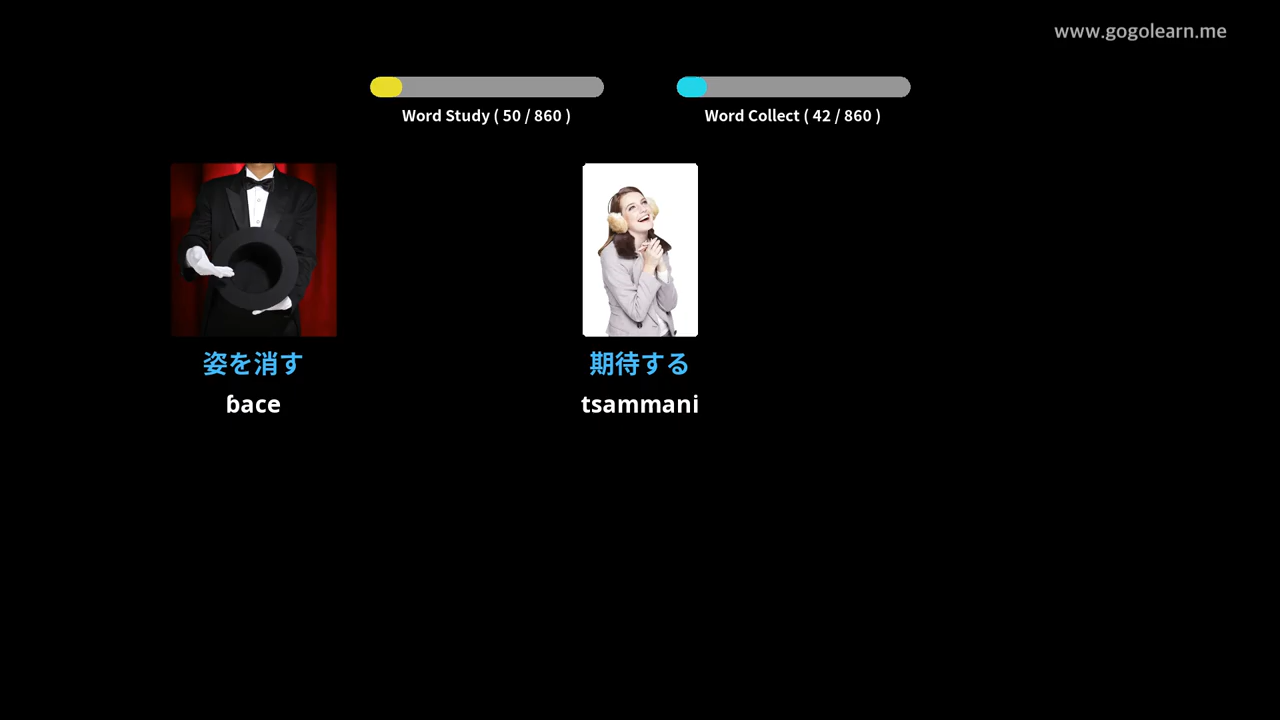 www.gogolearn.me
Word Study ( 50 / 860 )
Word Collect ( 42 / 860 )
姿を消す
期待する
ɓace
tsammani